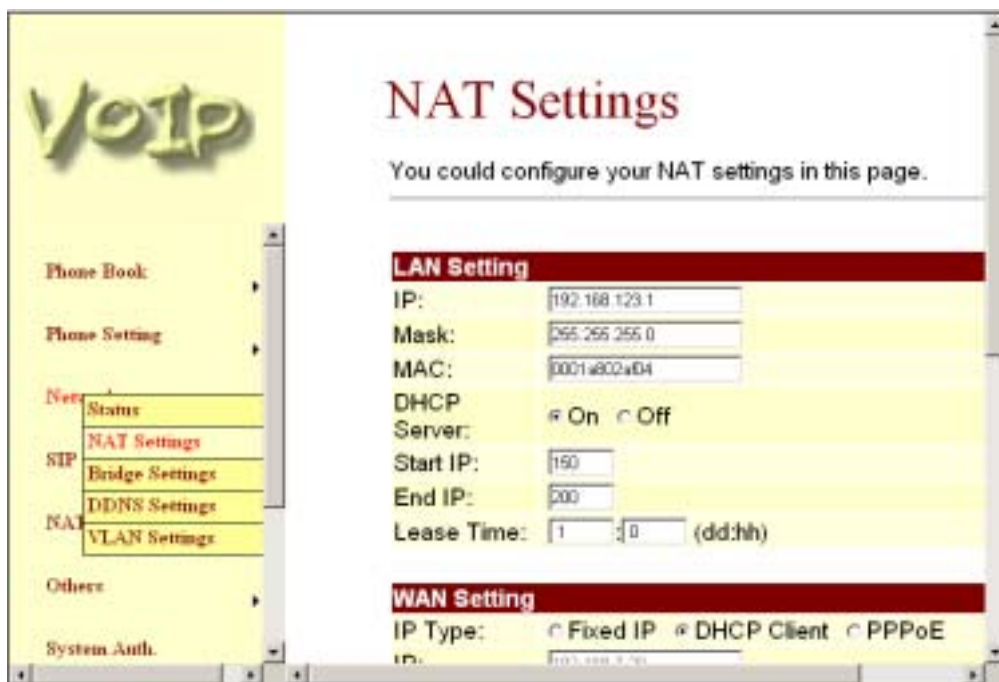 VOIP
Phone Book
Phone Setting
Status
NAT Settings
SIP
Bridge Settings
DDNS Settings
NAT
VLAN Settings
Others
System Auth.
NAT Settings
You could configure your NAT settings in this page.
LAN Setting
IP: 192.168.123.1
Mask: 255.255.255.0
MAC:
DHCP
Server: On Off
Start IP: 150
End IP: 200
Lease Time: 1 : 0 (dd:hh)
WAN Setting
IP Type: Fixed IP DHCP Client PPPoE
IP: